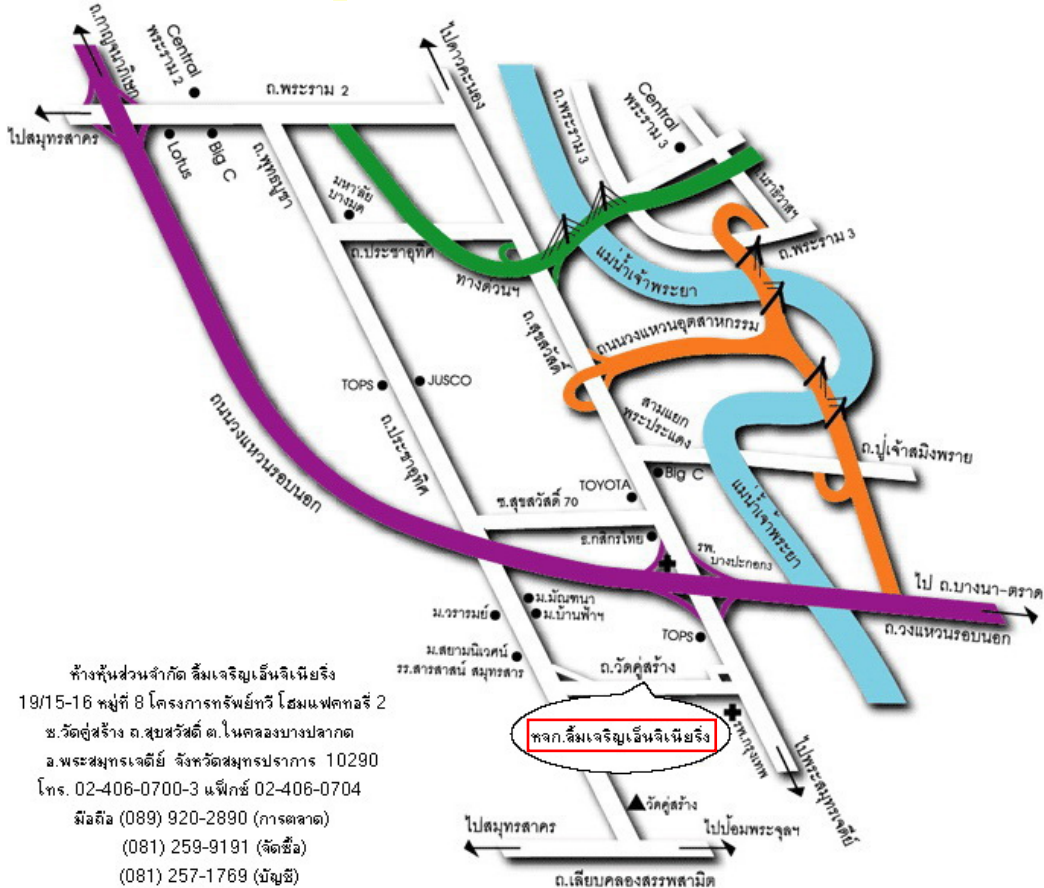 ถ.กาญจนาภิเษก
Central
พระราม 2
ถ.พระราม 2
ไปดาวคะนอง
ถ.พระราม 3
Central
พระราม 3
ไปสมุทรสาคร
Lotus
Big C
ถ.พุทธบูชา
มหา'ลัย
บางมด
ถ.ประชาอุทิศ
ทางด่วนฯ
นราธิวาสฯ
ถ.พระราม 3
แม่น้ำเจ้าพระยา
ถ.สุขสวัสดิ์
ถนนวงแหวนอุตสาหกรรม
TOPS
JUSCO
ถ.ประชาอุทิศ
สามแยก
พระประแดง
ถ.ปู่เจ้าสมิงพราย
ถนนวงแหวนรอบนอก
Big C
TOYOTA
ซ.สุขสวัสดิ์ 70
ธ.กสิกรไทย
รพ.
บางปะกอกง
แม่น้ำเจ้าพระยา
ไป ถ.บางนา-ตราด
ถ.วงแหวนรอบนอก
ม.มัณฑนา
ม.วรารมย์
ม.บ้านฟ้าฯ
TOPS
ม.สยามนิเวศน์
รร.สารสาสน์ สมุทรสาร
ถ.วัดคู่สร้าง
หจก.ลิ้มเจริญเอ็นจิเนียริ่ง
รพ.กรุงเทพ
ไปพระสมุทรเจดีย์
วัดคู่สร้าง
ไปสมุทรสาคร
ไปป้อมพระจุลฯ
ถ.เลียบคลองสรรพสามิต
ห้างหุ้นส่วนจำกัด ลิ้มเจริญเอ็นจิเนียริ่ง
19/15-16 หมู่ที่ 8 โครงการทรัพย์ทวี โฮมแฟคทอรี่ 2
ซ.วัดคู่สร้าง ถ.สุขสวัสดิ์ ต.ในคลองบางปลากด
อ.พระสมุทรเจดีย์ จังหวัดสมุทรปราการ 10290
โทร. 02-406-0700-3 แฟ็กซ์ 02-406-0704
มือถือ (089) 920-2890 (การตลาด)
(081) 259-9191 (จัดซื้อ)
(081) 257-1769 (บัญชี)